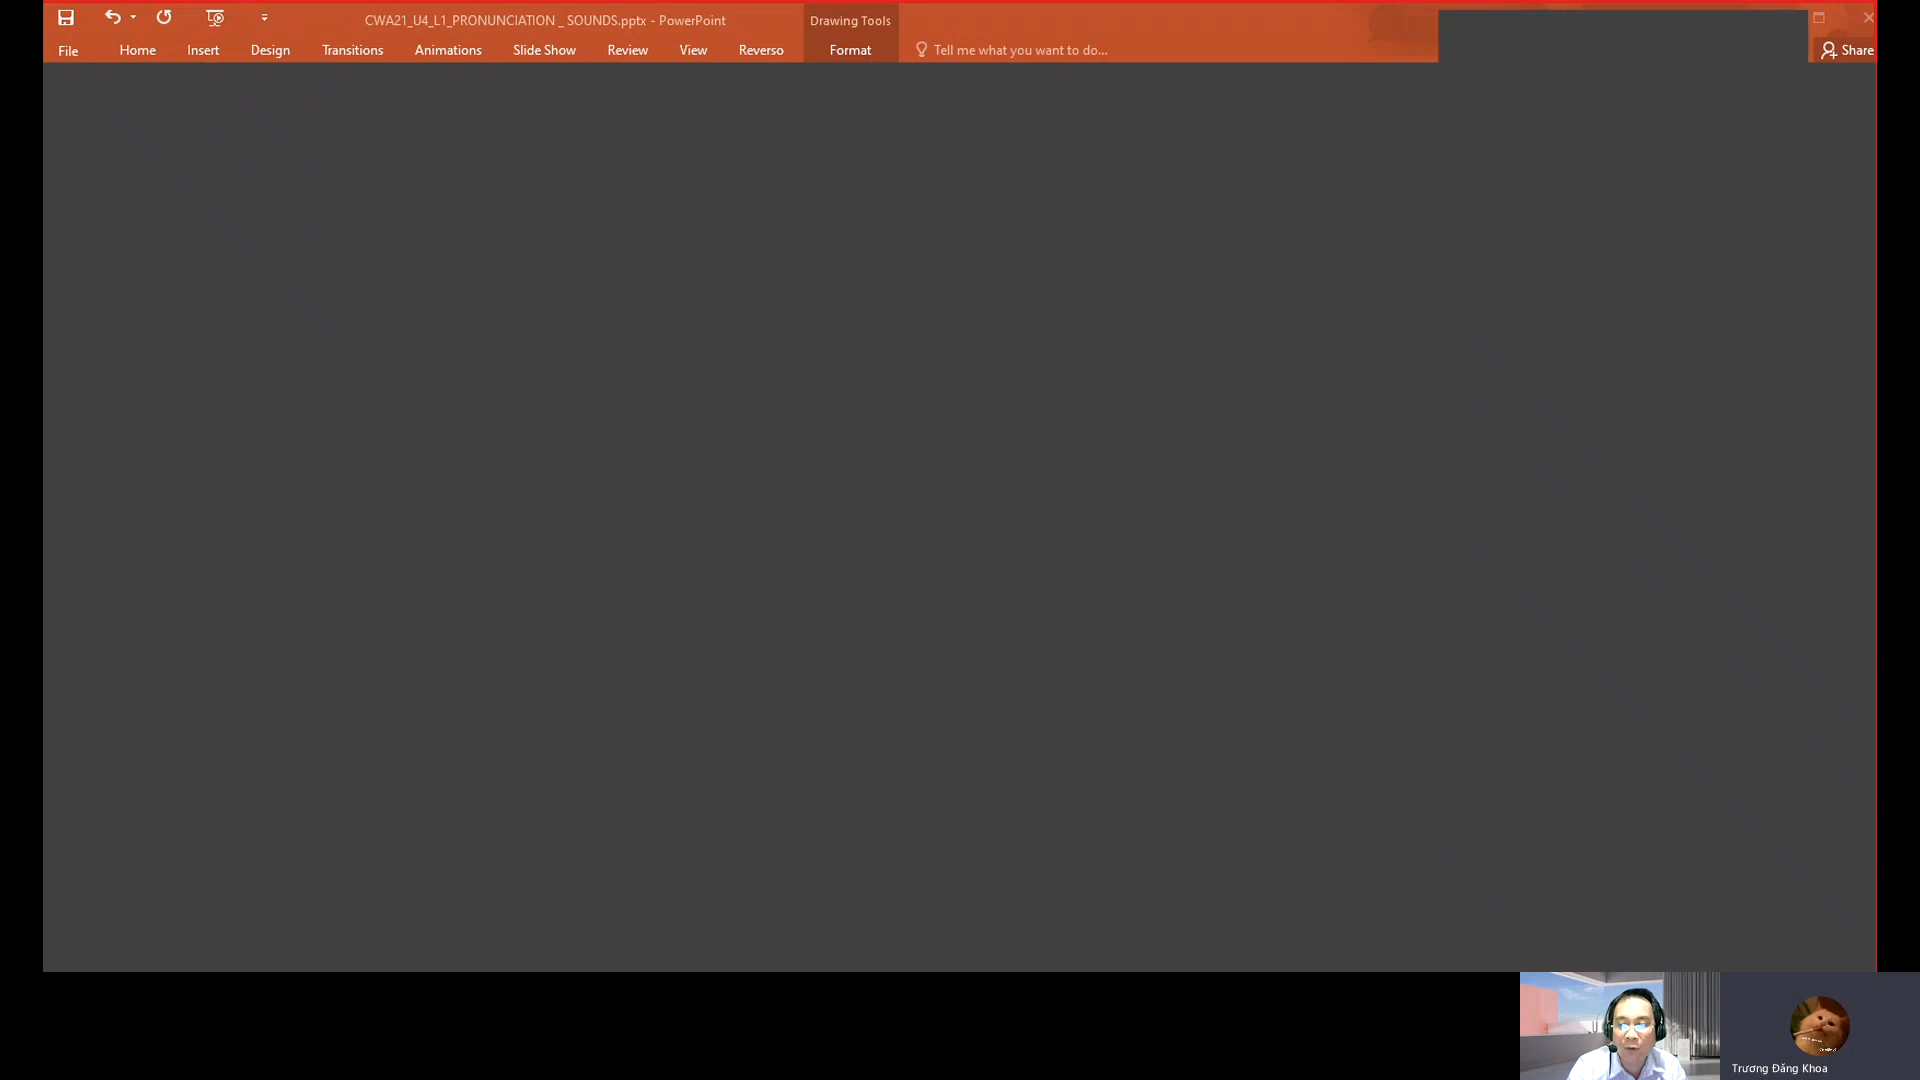 CWA21_U4_L1_PRONUNCIATION _ SOUNDS.pptx - PowerPoint
Drawing Tools
File
Home
Insert
Design
Transitions
Animations
Slide Show
Review
View
Reverso
Format
Tell me what you want to do...
Share
Trương Đăng Khoa